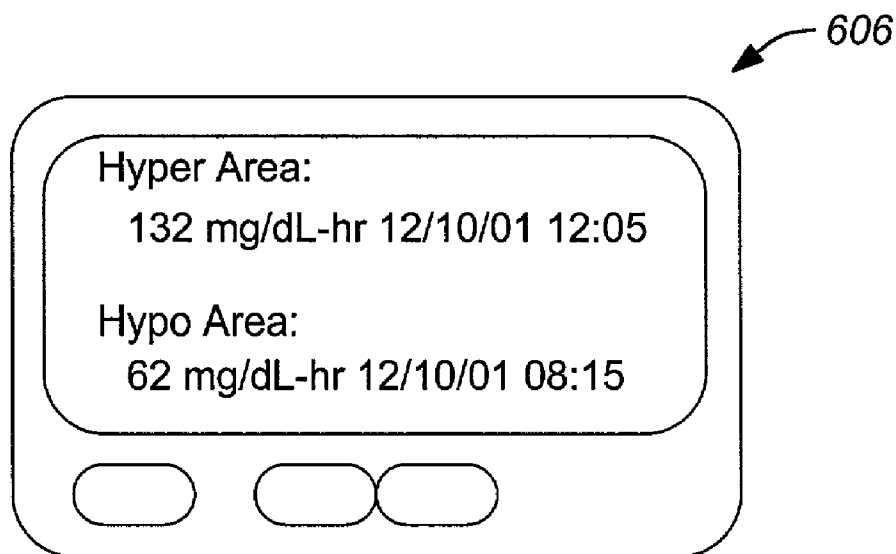 606
Hyper Area:
132 mg/dL-hr 12/10/01 12:05
Hypo Area:
62 mg/dL-hr 12/10/01 08:15